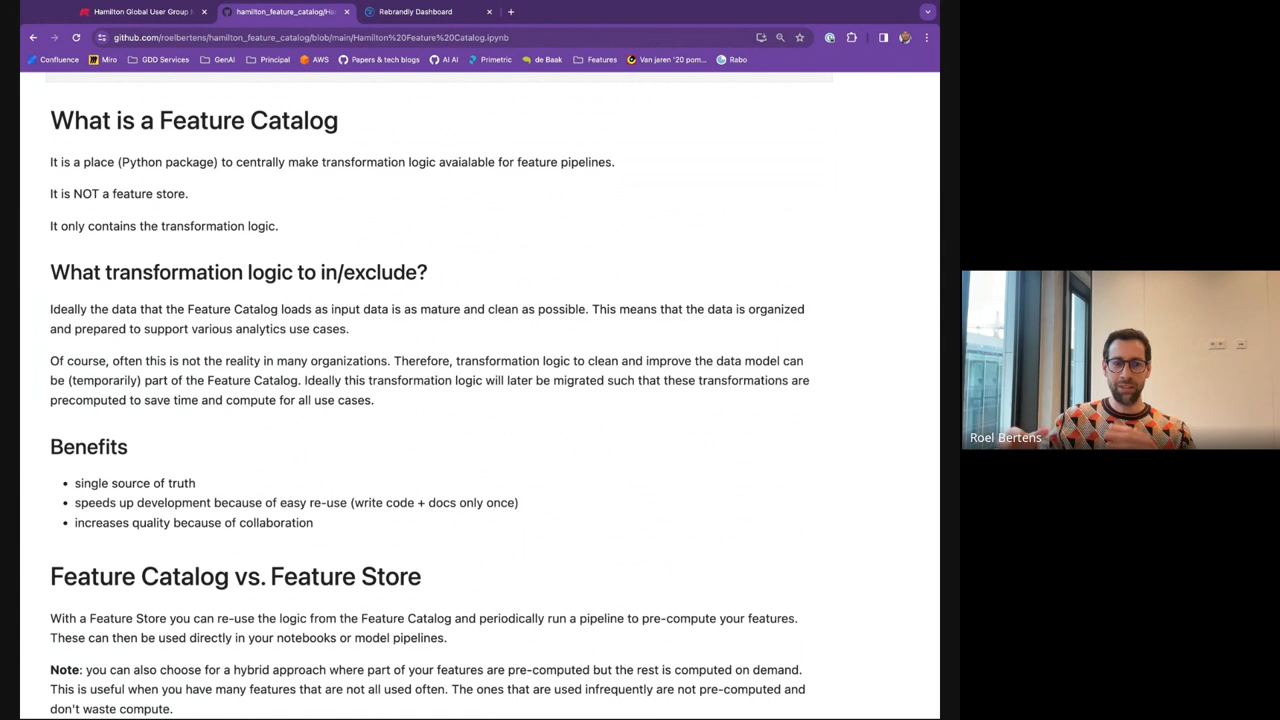 Hamilton Global User Group
hamilton_feature_catalog/Ha
Rebrandly Dashboard
github.com/roelbertens/hamilton_feature_catalog/blob/main/Hamilton%20Feature%20Catalog.ipynb
Confluence
Miro
GDD Services
GenAI
Principal
AWS
Papers & tech blogs
AI AI
Primetric
de Baak
Features
Van jaren '20 pom...
Rabo
What is a Feature Catalog
It is a place (Python package) to centrally make transformation logic avaialable for feature pipelines.
It is NOT a feature store.
It only contains the transformation logic.
What transformation logic to in/exclude?
Ideally the data that the Feature Catalog loads as input data is as mature and clean as possible. This means that the data is organized
and prepared to support various analytics use cases.
Of course, often this is not the reality in many organizations. Therefore, transformation logic to clean and improve the data model can
be (temporarily) part of the Feature Catalog. Ideally this transformation logic will later be migrated such that these transformations are
precomputed to save time and compute for all use cases.
Benefits
• single source of truth
• speeds up development because of easy re-use (write code + docs only once)
• increases quality because of collaboration
Feature Catalog vs. Feature Store
With a Feature Store you can re-use the logic from the Feature Catalog and periodically run a pipeline to pre-compute your features.
These can then be used directly in your notebooks or model pipelines.
Note: you can also choose for a hybrid approach where part of your features are pre-computed but the rest is computed on demand.
This is useful when you have many features that are not all used often. The ones that are used infrequently are not pre-computed and
don't waste compute.
Roel Bertens